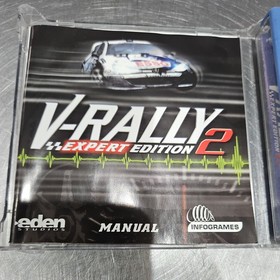 V-RALLY 2
EXPERT EDITION
eden
STUDIOS
MANUAL
INFOGRAMES